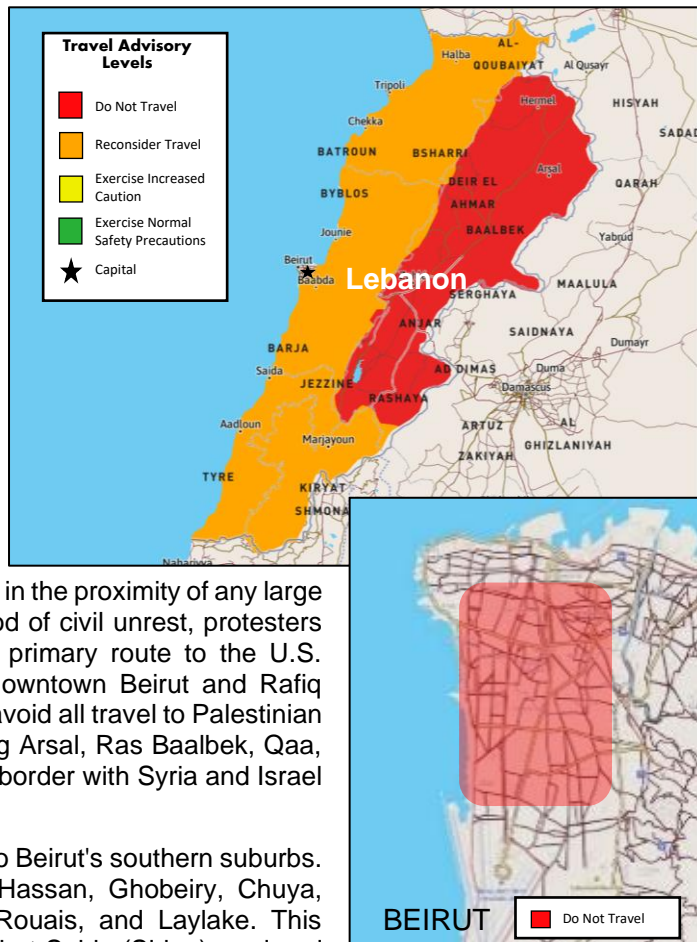 Travel Advisory
Levels
Do Not Travel
Reconsider Travel
Exercise Increased
Caution
Exercise Normal
Safety Precautions
Capital
AL-
QOUBAIYAT
Halba
Al Qusayr
Tripoli
Hermel
HISYAH
Chekka
SADAD
BATROUN
BSHARRI
Arsal
QARAH
DEIR EL
AHMAR
BYBLOS
BAALBEK
Jounie
Yabrud
Beirut
Baabda
Lebanon
MAALULA
SERGHAYA
ANJAR
SAIDNAYA
Dumayr
BARJA
Saida
JEZZINE
AD DIMAS
Duma
RASHAYA
Damascus
Aadloun
ARTUZ
AL
GHIZLANIYAH
Marjayoun
ZAKIYAH
TYRE
KIRYAT
SHMONA
Nahariyya
in the proximity of any large
od of civil unrest, protesters
primary route to the U.S.
owntown Beirut and Rafiq
avoid all travel to Palestinian
g Arsal, Ras Baalbek, Qaa,
border with Syria and Israel
o Beirut's southern suburbs.
Hassan, Ghobeiry, Chuya,
Rouais, and Laylake. This
BEIRUT
Do Not Travel